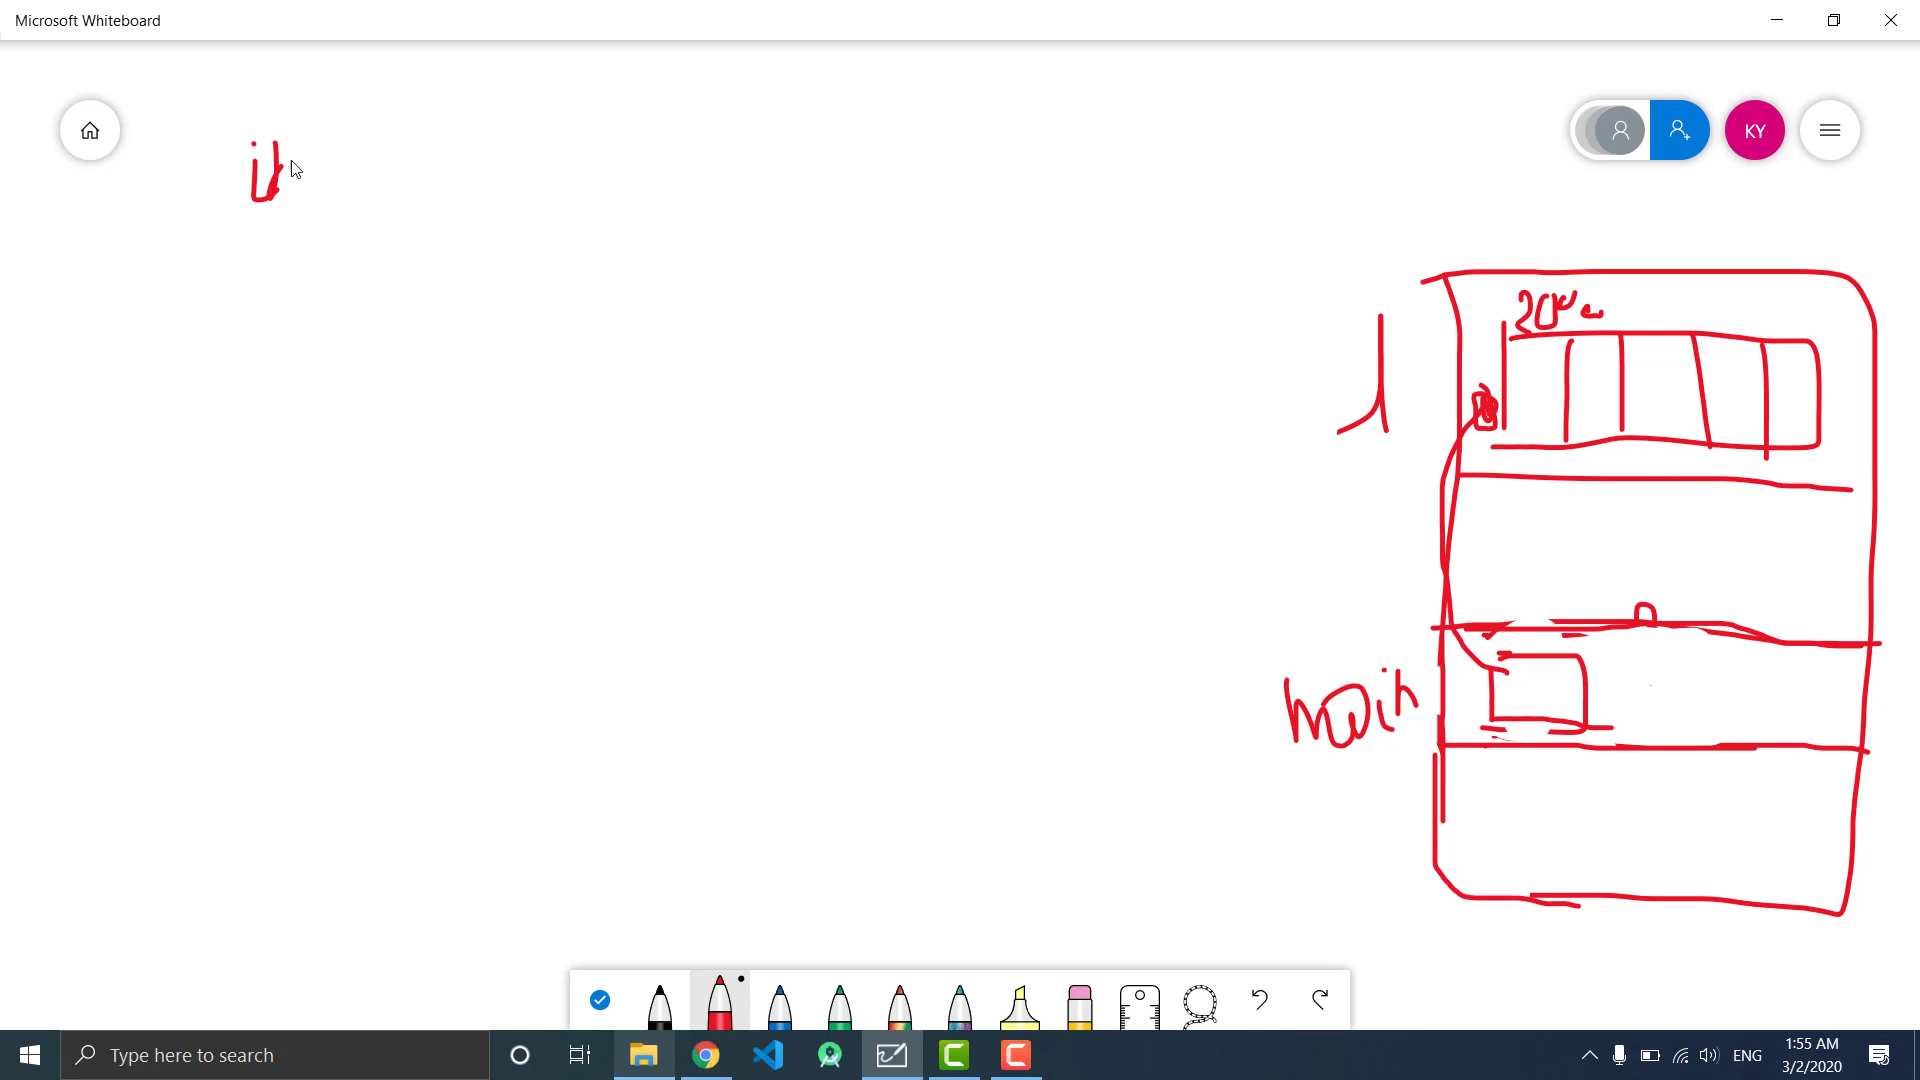 Microsoft Whiteboard
KY
main
Type here to search
ENG
1:55 AM
3/2/2020